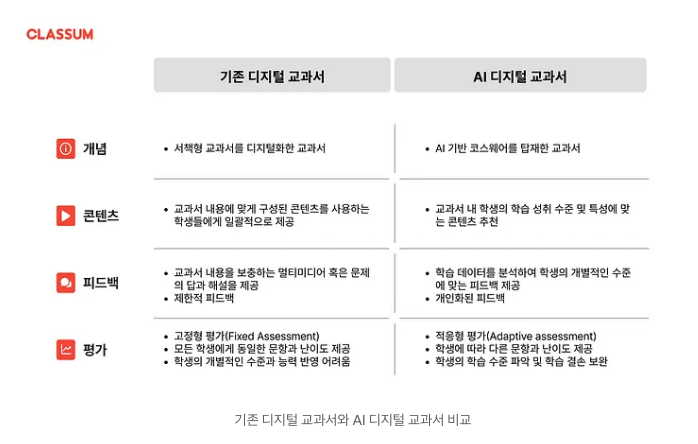 CLASSUM
기존 디지털 교과서
AI 디지털 교과서
개념
• 서책형 교과서를 디지털화한 교과서
• AI 기반 코스웨어를 탑재한 교과서
콘텐츠
• 교과서 내용에 맞게 구성된 콘텐츠를 사용하는
학생들에게 일괄적으로 제공
• 교과서 내 학생의 학습 성취 수준 및 특성에 맞
는 콘텐츠 추천
피드백
• 교과서 내용을 보충하는 멀티미디어 혹은 문제
의 답과 해설을 제공
• 제한적 피드백
• 학습 데이터를 분석하여 학생의 개별적인 수준
에 맞는 피드백 제공
• 개인화된 피드백
평가
• 고정형 평가(Fixed Assessment)
• 모든 학생에게 동일한 문항과 난이도 제공
• 학생의 개별적인 수준과 능력 반영 어려움
• 적응형 평가(Adaptive assessment)
• 학생에 따라 다른 문항과 난이도 제공
• 학생의 학습 수준 파악 및 학습 결손 보완
기존 디지털 교과서와 AI 디지털 교과서 비교